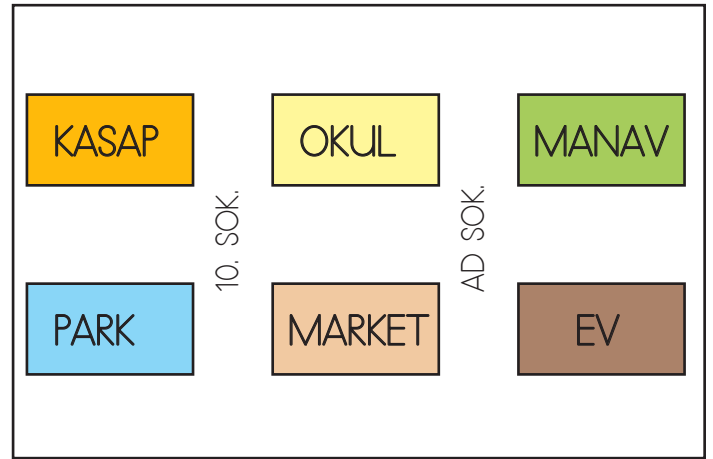 KASAP
OKUL
MANAV
10. SOK.
AD SOK.
PARK
MARKET
EV